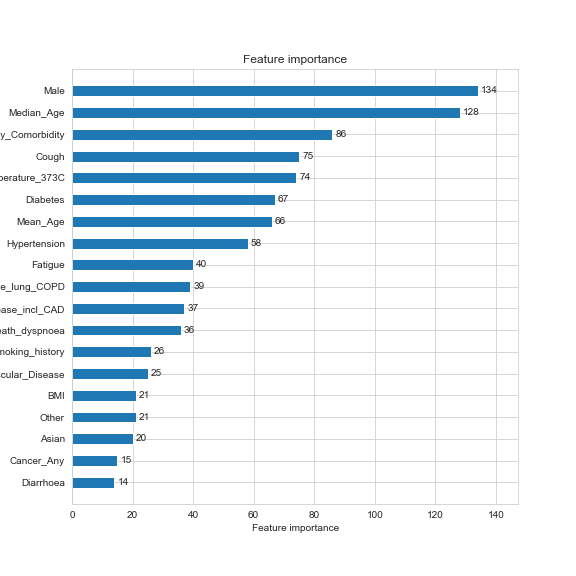 Feature importance
Male 134
Median_Age 128
y_Comorbidity 86
Cough 75
perature_373C 74
Diabetes 67
Mean_Age 66
Hypertension 58
Fatigue 40
e_lung_COPD 39
ease_incl_CAD 37
eath_dyspnoea 36
moking_history 26
cular_Disease 25
BMI 21
Other 21
Asian 20
Cancer_Any 15
Diarrhoea 14
0 20 40 60 80 100 120 140
Feature importance